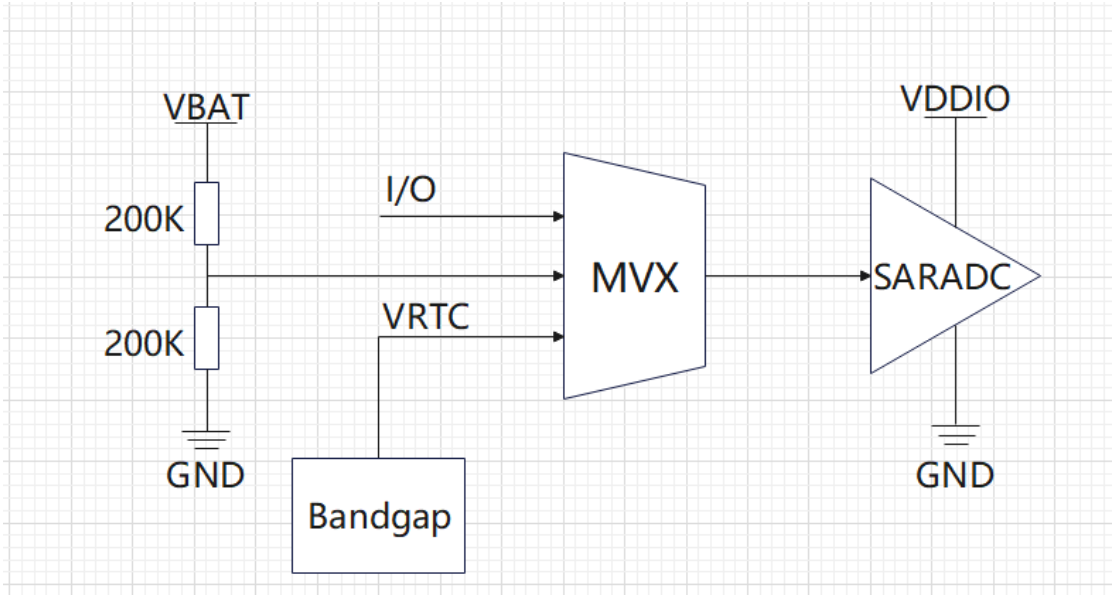 VBAT
VDDIO
I/O
200K
MVX
SARADC
VRTC
200K
GND
GND
Bandgap